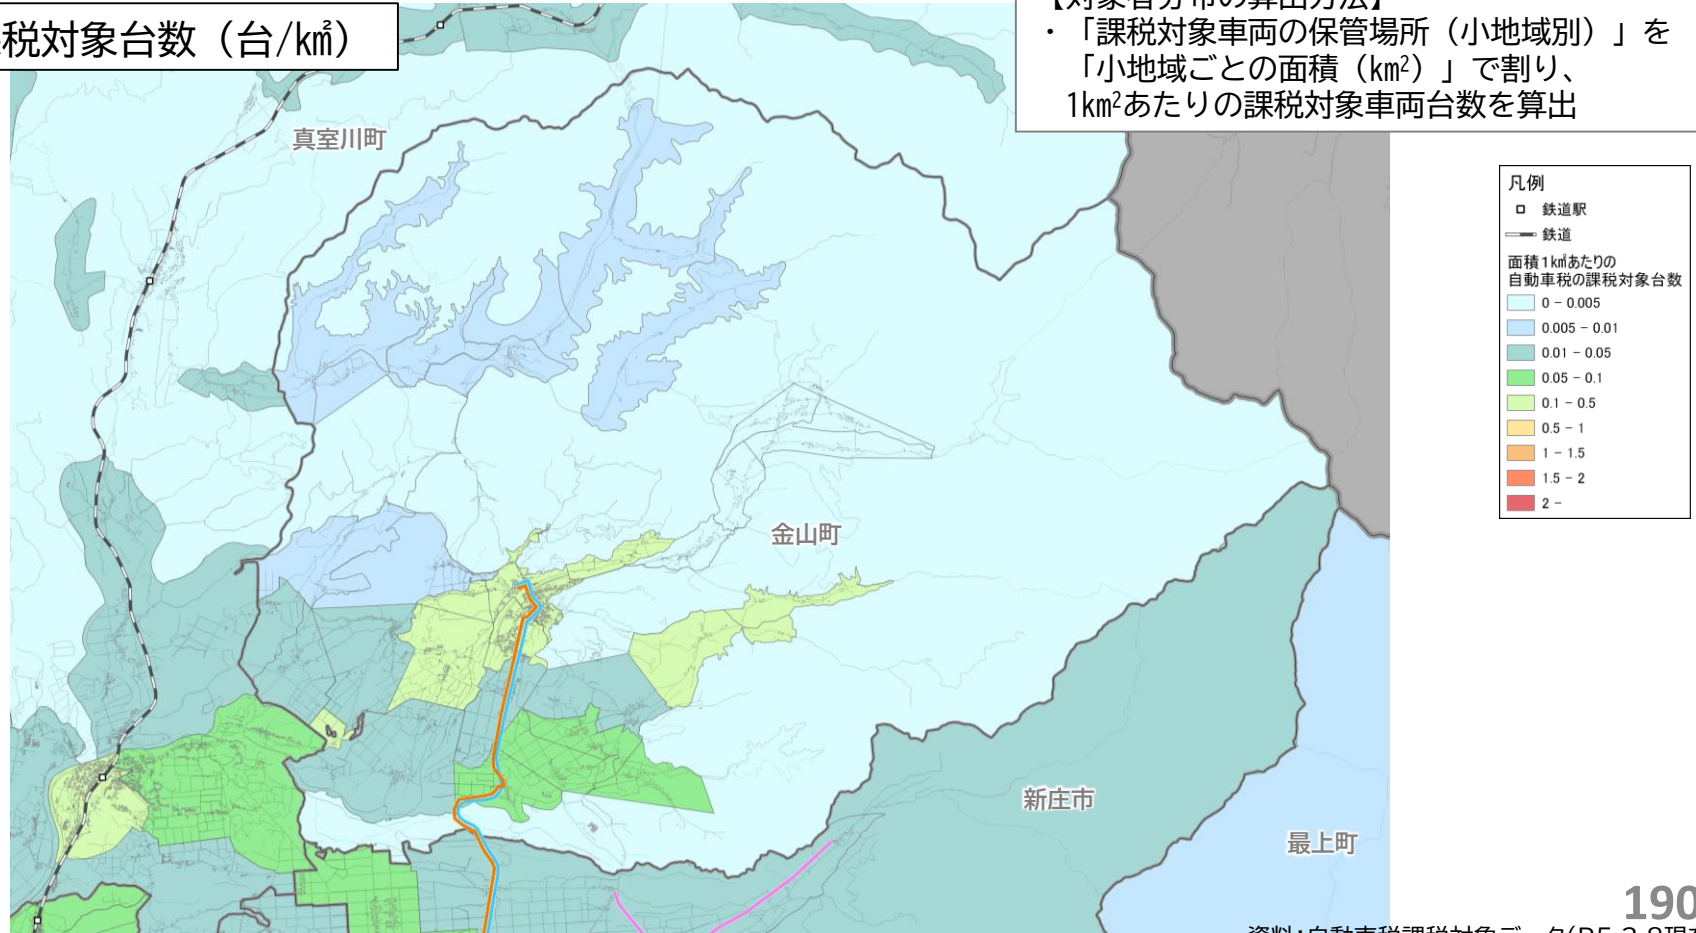 税対象台数（台/㎢）
・「課税対象車両の保管場所（小地域別）」を
「小地域ごとの面積（km²）」で割り、
1km²あたりの課税対象車両台数を算出
真室川町
金山町
新庄市
最上町
凡例
鉄道駅
鉄道
面積1㎢あたりの
自動車税の課税対象台数
0 - 0.005
0.005 - 0.01
0.01 - 0.05
0.05 - 0.1
0.1 - 0.5
0.5 - 1
1 - 1.5
1.5 - 2
2 -
190